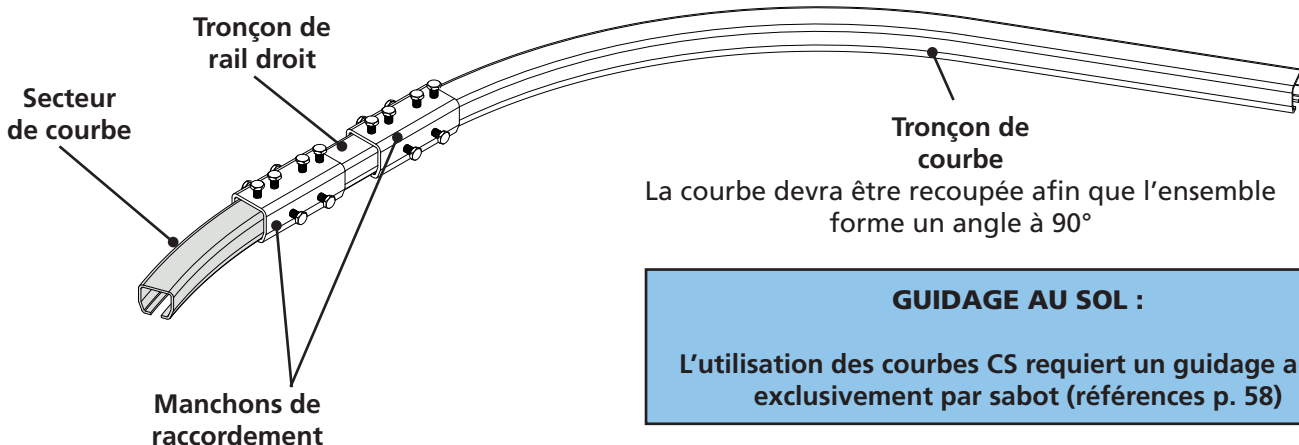 Tronçon de
rail droit
Secteur
de courbe
Tronçon de
courbe
La courbe devra être recoupée afin que l’ensemble
forme un angle à 90°
GUIDAGE AU SOL :
L’utilisation des courbes CS requiert un guidage a
exclusivement par sabot (références p. 58)
Manchons de
raccordement